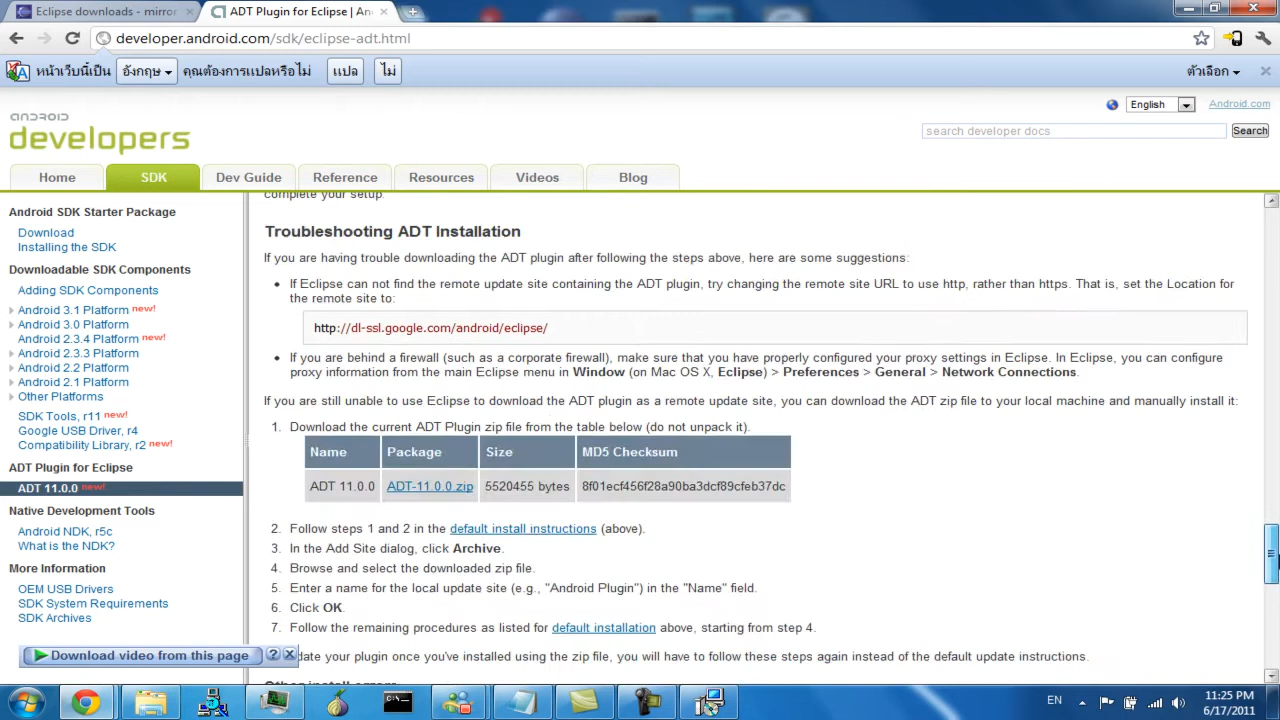 Eclipse downloads - mirro
ADT Plugin for Eclipse | An
developer.android.com/sdk/eclipse-adt.html
หน้าเว็บนี้เป็น อังกฤษ คุณต้องการแปลหรือไม่ แปล ไม่ ตัวเลือก
English Android.com
ANDROID
developers
search developer docs Search
Home SDK Dev Guide Reference Resources Videos Blog
Android SDK Starter Package
Download
Installing the SDK
Downloadable SDK Components
Adding SDK Components
Android 3.1 Platform new!
Android 3.0 Platform
Android 2.3.4 Platform new!
Android 2.3.3 Platform
Android 2.2 Platform
Android 2.1 Platform
Other Platforms
SDK Tools, r11 new!
Google USB Driver, r4
Compatibility Library, r2 new!
ADT Plugin for Eclipse
ADT 11.0.0 new!
Native Development Tools
Android NDK, r5c
What is the NDK?
More Information
OEM USB Drivers
SDK System Requirements
SDK Archives
Download video from this page
complete your setup.
Troubleshooting ADT Installation
If you are having trouble downloading the ADT plugin after following the steps above, here are some suggestions:
If Eclipse can not find the remote update site containing the ADT plugin, try changing the remote site URL to use http, rather than https. That is, set the Location for
the remote site to:
http://dl-ssl.google.com/android/eclipse/
If you are behind a firewall (such as a corporate firewall), make sure that you have properly configured your proxy settings in Eclipse. In Eclipse, you can configure
proxy information from the main Eclipse menu in Window (on Mac OS X, Eclipse) > Preferences > General > Network Connections.
If you are still unable to use Eclipse to download the ADT plugin as a remote update site, you can download the ADT zip file to your local machine and manually install it:
1. Download the current ADT Plugin zip file from the table below (do not unpack it).
Name Package Size MD5 Checksum
ADT 11.0.0 ADT-11.0.0.zip 5520455 bytes 8f01ecf456f28a90ba3dcf89cfeb37dc
2. Follow steps 1 and 2 in the default install instructions (above).
3. In the Add Site dialog, click Archive.
4. Browse and select the downloaded zip file.
5. Enter a name for the local update site (e.g., "Android Plugin") in the "Name" field.
6. Click OK.
7. Follow the remaining procedures as listed for default installation above, starting from step 4.
date your plugin once you've installed using the zip file, you will have to follow these steps again instead of the default update instructions.
Other install errors
EN
11:25 PM
6/17/2011